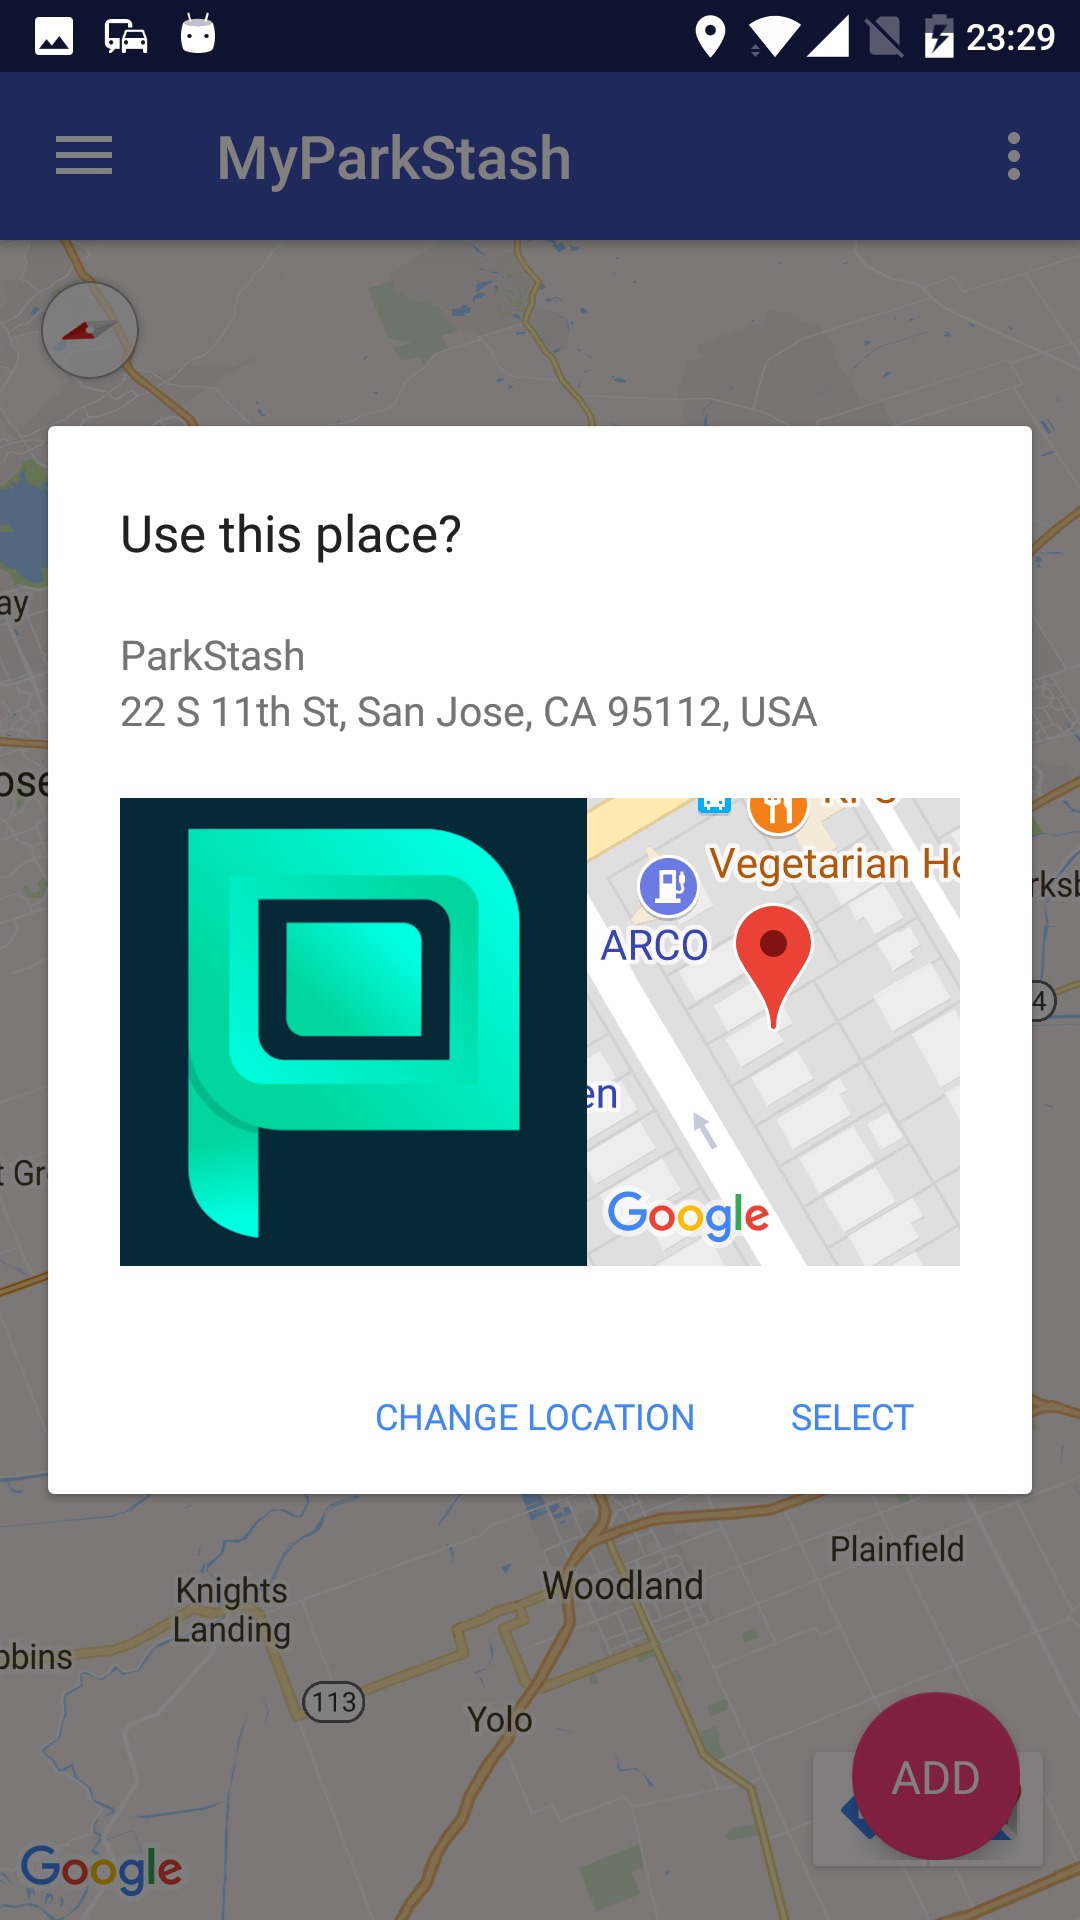 23:29
MyParkStash
Use this place?
ParkStash
22 S 11th St, San Jose, CA 95112, USA
Vegetarian Ho
ARCO
en
Google
CHANGE LOCATION
SELECT
ay
ose
rksb
4
t Gr
Plainfield
Woodland
Knights
Landing
bbins
113
Yolo
ADD
Google